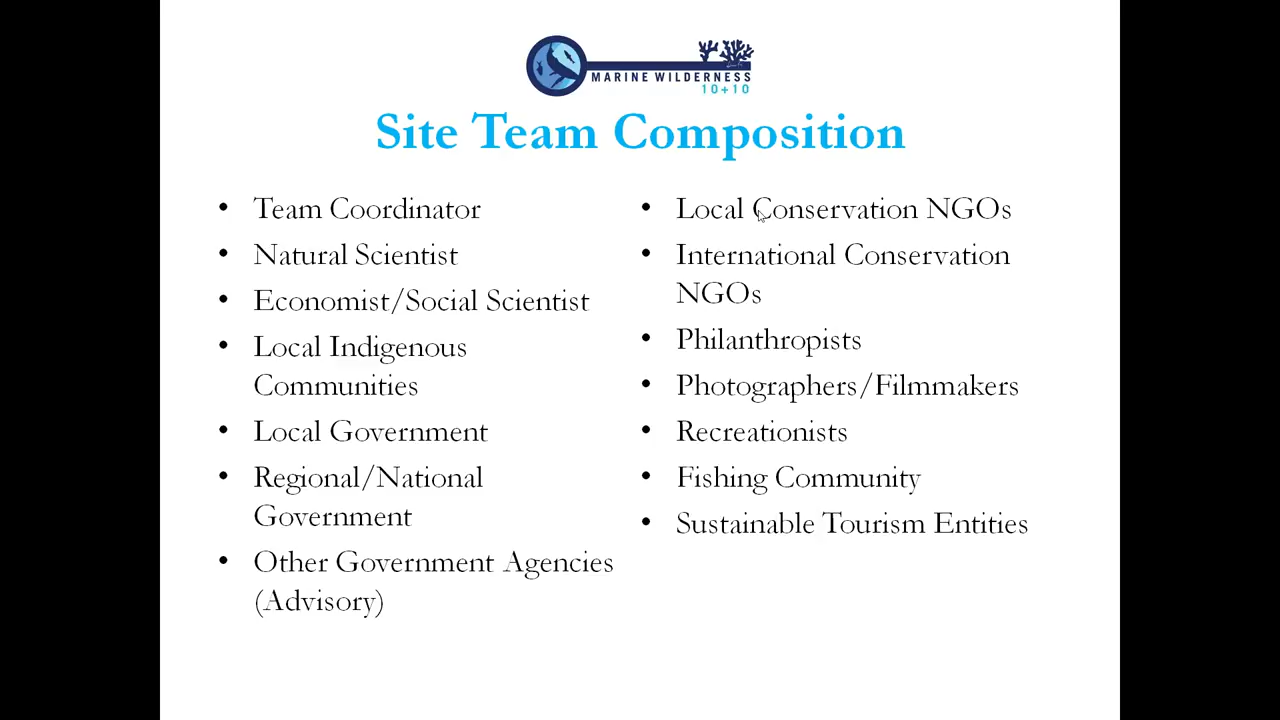 MARINE WILDERNESS
10+10
Site Team Composition
• Team Coordinator
• Natural Scientist
• Economist/Social Scientist
• Local Indigenous
Communities
• Local Government
• Regional/National
Government
• Other Government Agencies
(Advisory)
• Local Conservation NGOs
• International Conservation
NGOs
• Philanthropists
• Photographers/Filmmakers
• Recreationists
• Fishing Community
• Sustainable Tourism Entities